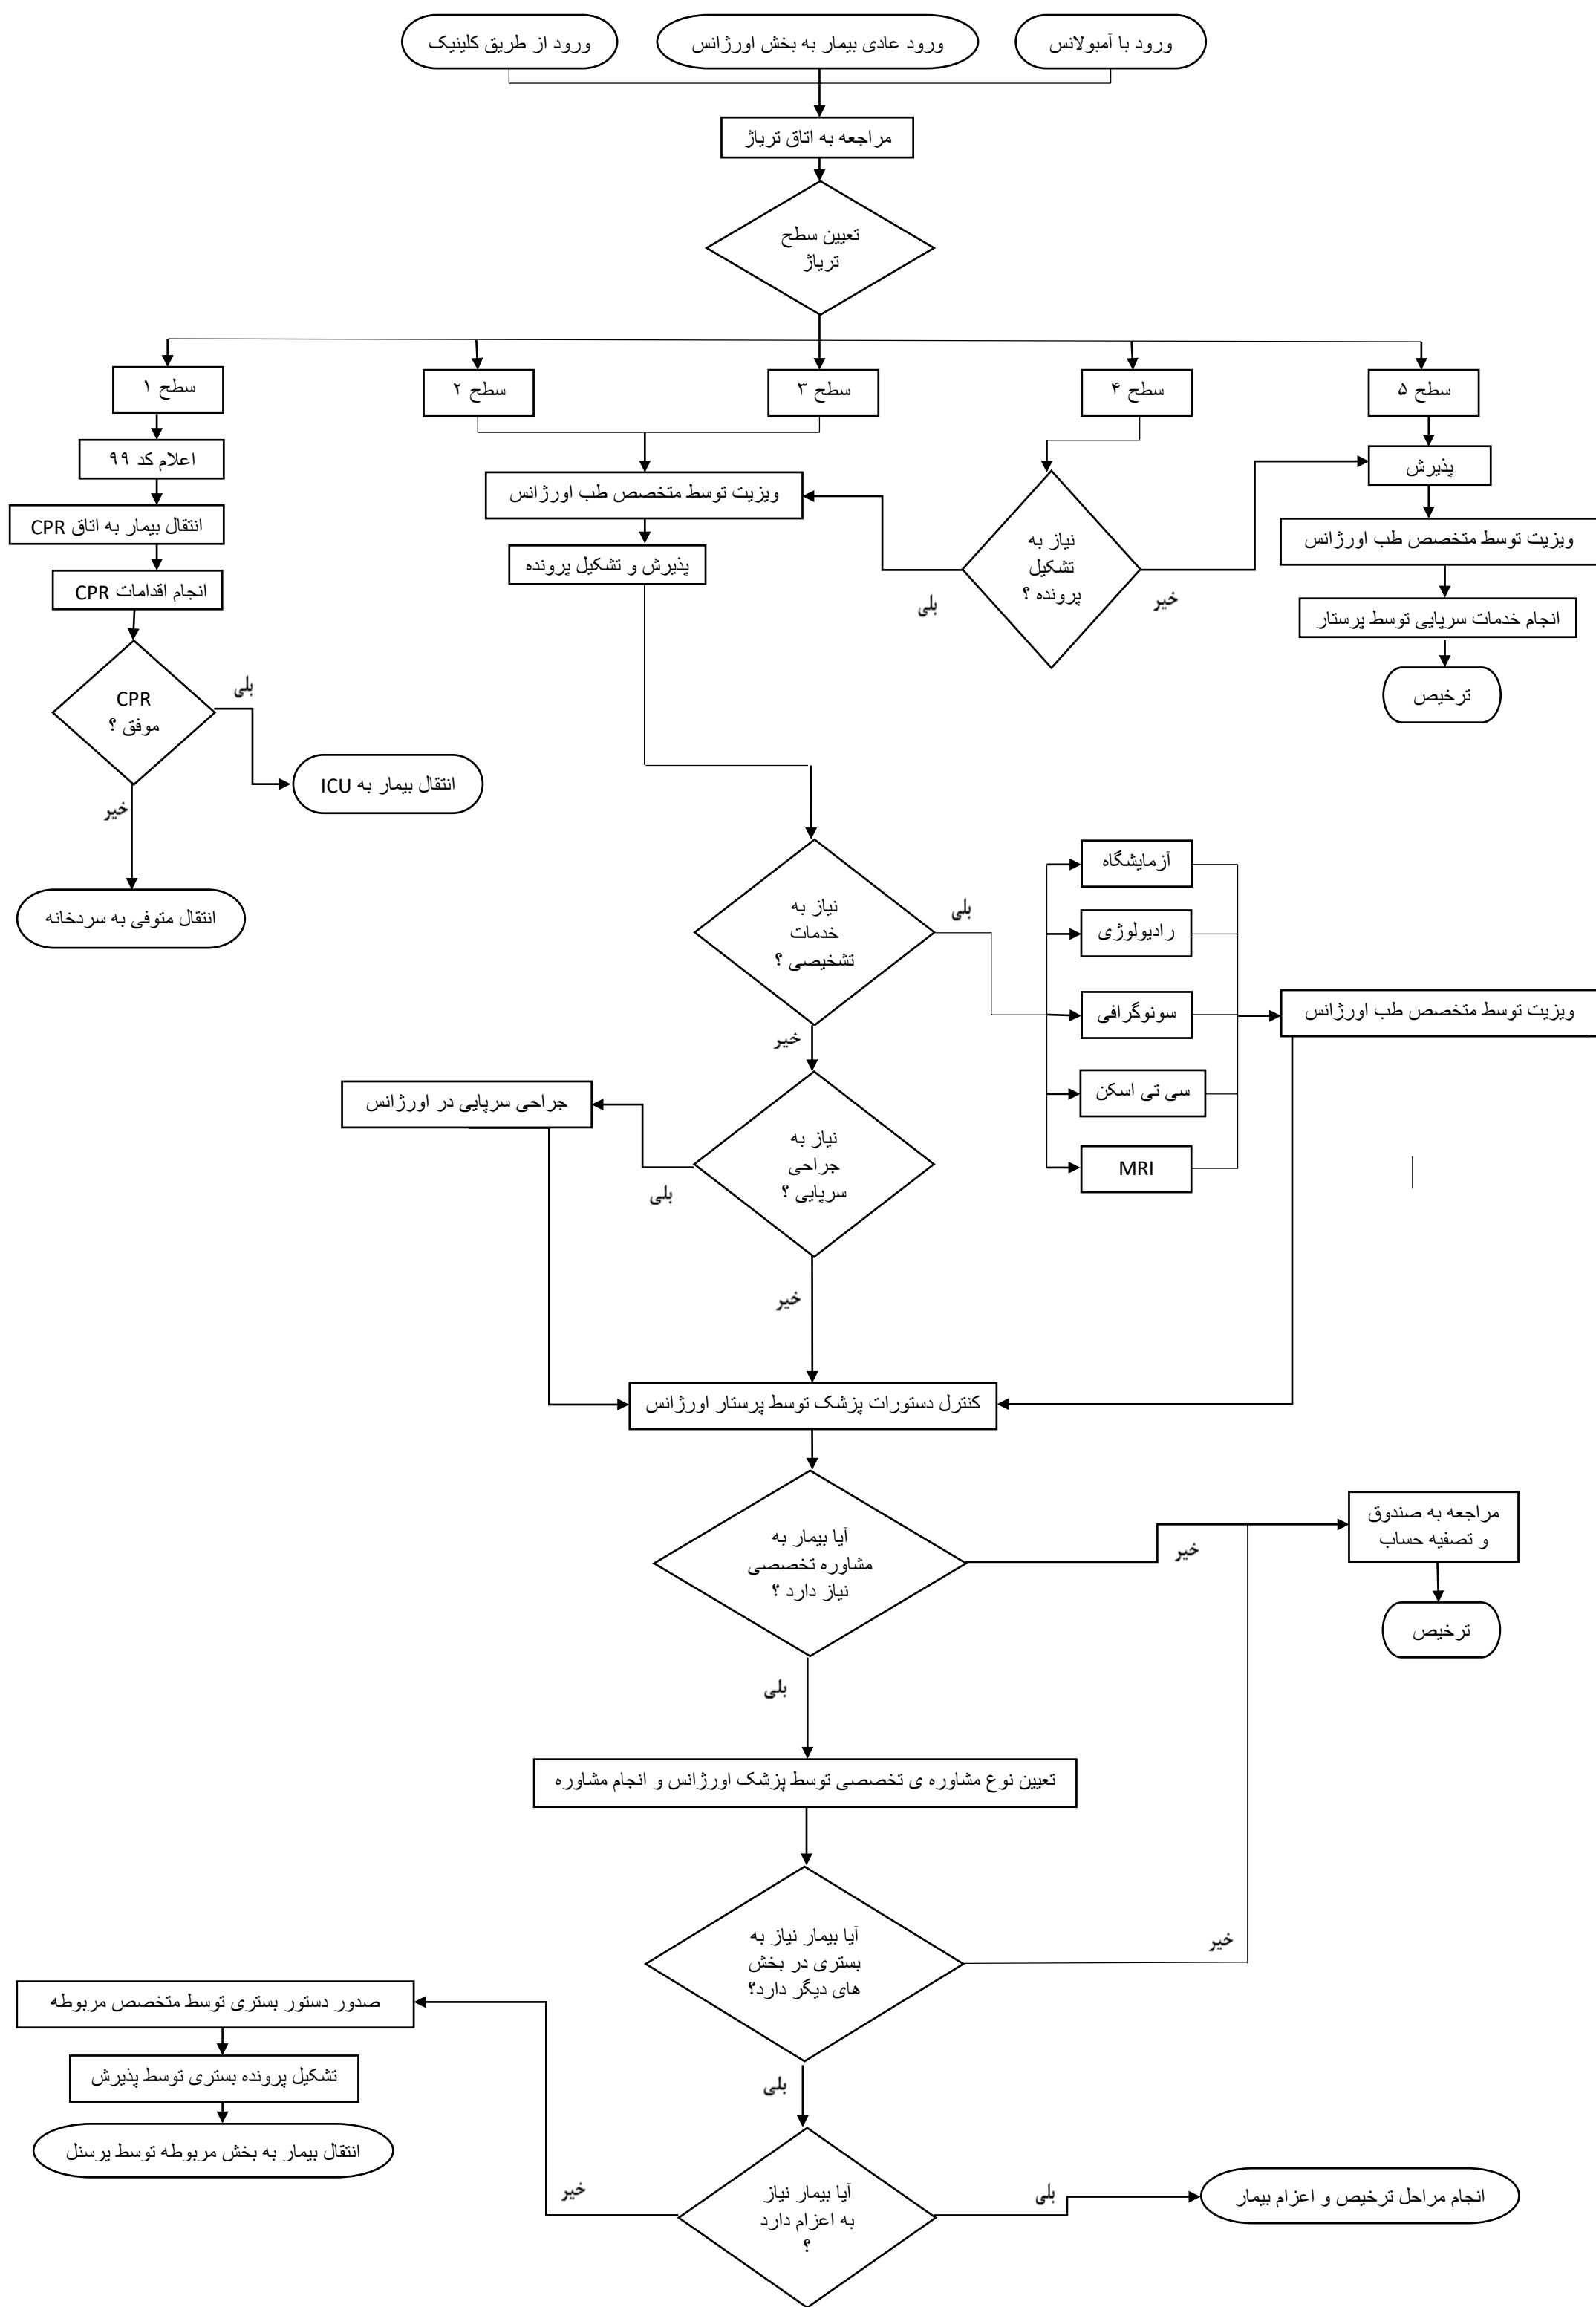 ورود با آمبولانس
ورود عادی بیمار به بخش اورژانس
ورود از طریق کلینیک
مراجعه به اتاق تریاژ
تعیین سطح
تریاژ
سطح ۵
سطح ۴
سطح ۳
سطح ۲
سطح ۱
پذیرش
ویزیت توسط متخصص طب اورژانس
اعلام کد ۹۹
ویزیت توسط متخصص طب اورژانس
نیاز به
تشکیل
پرونده ؟
خیر
بلی
پذیرش و تشکیل پرونده
انتقال بیمار به اتاق CPR
انجام خدمات سرپایی توسط پرستار
انجام اقدامات CPR
ترخیص
CPR
موفق ؟
بلی
خیر
انتقال بیمار به ICU
انتقال متوفی به سردخانه
نیاز به
خدمات
تشخیصی ؟
بلی
خیر
آزمایشگاه
رادیولوژی
سونوگرافی
سی تی اسکن
MRI
ویزیت توسط متخصص طب اورژانس
نیاز به
جراحی
سرپایی ؟
بلی
خیر
جراحی سرپایی در اورژانس
کنترل دستورات پزشک توسط پرستار اورژانس
آیا بیمار به
مشاوره تخصصی
نیاز دارد ؟
خیر
بلی
مراجعه به صندوق
و تصفیه حساب
ترخیص
تعیین نوع مشاوره ی تخصصی توسط پزشک اورژانس و انجام مشاوره
آیا بیمار نیاز به
بستری در بخش
های دیگر دارد؟
خیر
بلی
صدور دستور بستری توسط متخصص مربوطه
تشکیل پرونده بستری توسط پذیرش
انتقال بیمار به بخش مربوطه توسط پرسنل
آیا بیمار نیاز
به اعزام دارد
؟
بلی
خیر
انجام مراحل ترخیص و اعزام بیمار